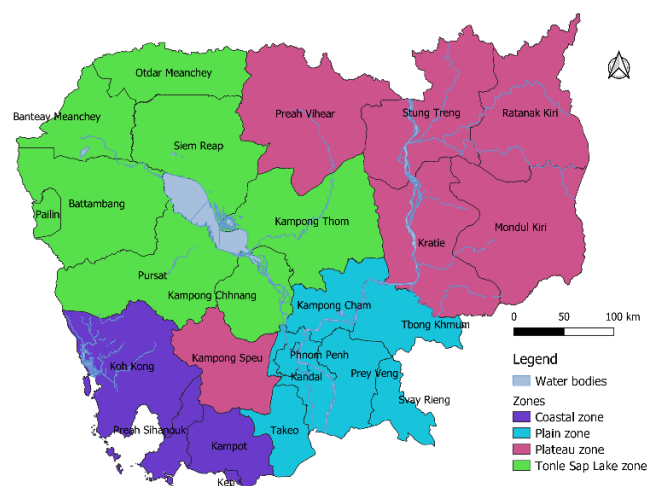 Otdar Meanchey
Banteay Meanchey
Preah Vihear
Stung Treng
Ratanak Kiri
Siem Reap
Battambang
Pailin
Kampong Thom
Mondul Kiri
Kratie
Pursat
Kampong Chhnang
Kampong Cham
Tbong Khmum
0 50 100 km
Koh Kong
Kampong Speu
Phnom Penh
Kandal
Prey Veng
Svay Rieng
Preah Sihanouk
Takeo
Kampot
Kep
Legend
Water bodies
Zones
Coastal zone
Plain zone
Plateau zone
Tonle Sap Lake zone